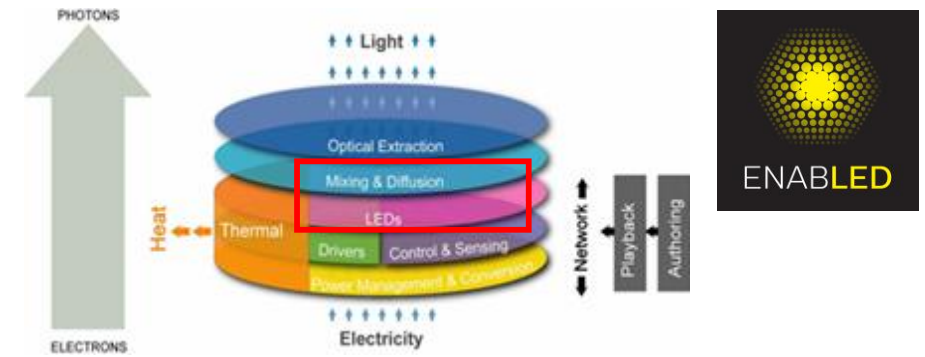 PHOTONS
Light
Optical Extraction
Mixing & Diffusion
LEDs
Heat
Thermal
Drivers
Control & Sensing
Power Management & Conversion
Electricity
ELECTRONS
Network
Playback
Authoring
ENABLED